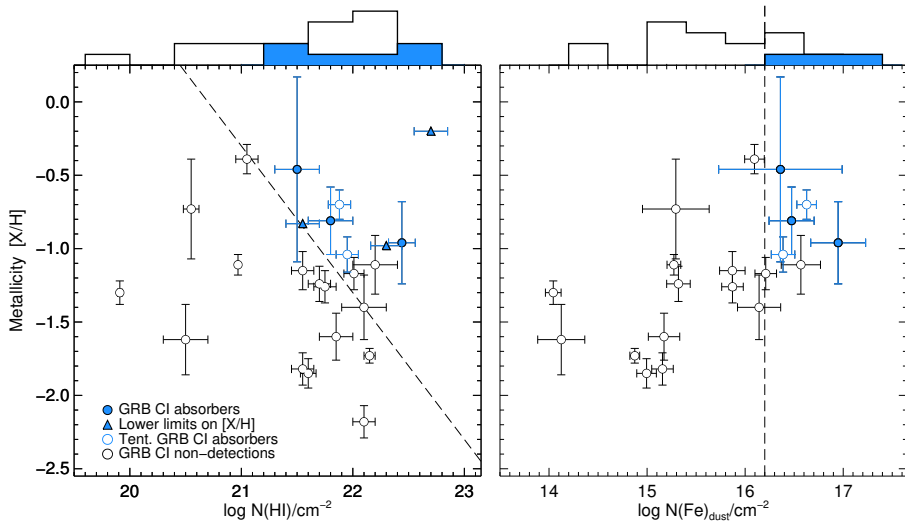 Metallicity [X/H]
0.0
−0.5
−1.0
−1.5
−2.0
−2.5
GRB CI absorbers
Lower limits on [X/H]
Tent. GRB CI absorbers
GRB CI non−detections
20 21 22 23
log N(HI)/cm−2
14 15 16 17
log N(Fe)dust/cm−2